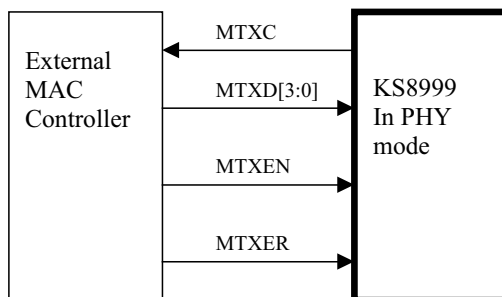 MTXC
External
MAC
Controller
MTXD[3:0]
KS8999
In PHY
mode
MTXEN
MTXER